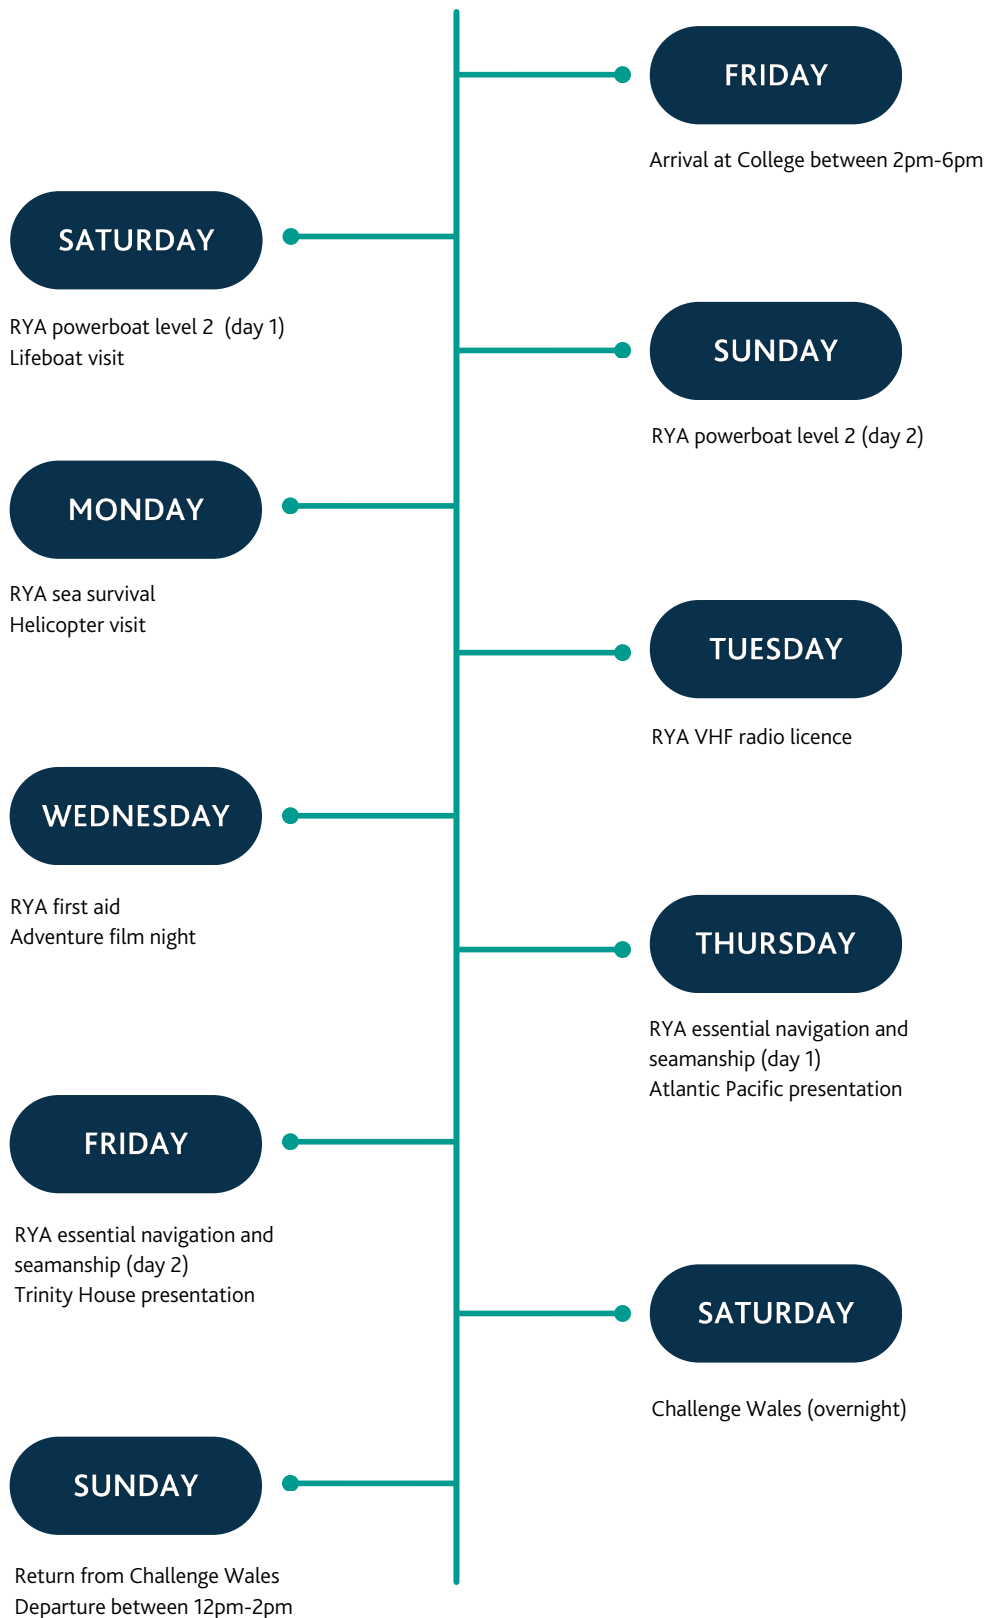 FRIDAY
Arrival at College between 2pm-6pm
SATURDAY
RYA powerboat level 2 (day 1)
Lifeboat visit
SUNDAY
RYA powerboat level 2 (day 2)
MONDAY
RYA sea survival
Helicopter visit
TUESDAY
RYA VHF radio licence
WEDNESDAY
RYA first aid
Adventure film night
THURSDAY
RYA essential navigation and
seamanship (day 1)
Atlantic Pacific presentation
FRIDAY
RYA essential navigation and
seamanship (day 2)
Trinity House presentation
SATURDAY
Challenge Wales (overnight)
SUNDAY
Return from Challenge Wales
Departure between 12pm-2pm